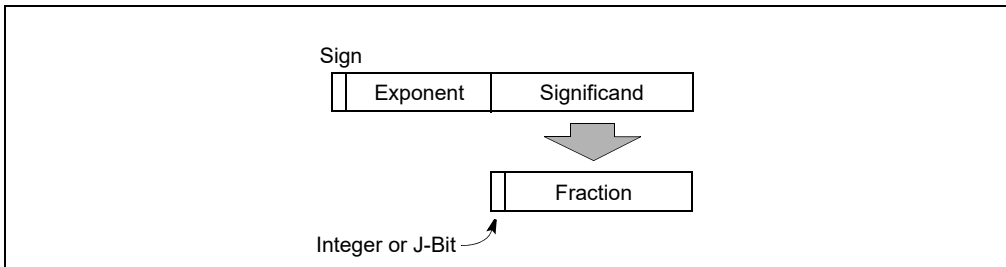 Sign
Exponent Significand
Fraction
Integer or J-Bit